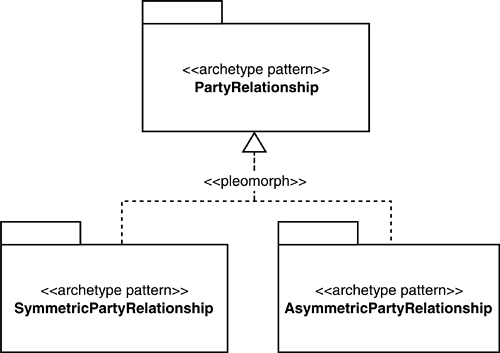 <<archetype pattern>>
PartyRelationship
<<pleomorph>>
<<archetype pattern>>
SymmetricPartyRelationship
<<archetype pattern>>
AsymmetricPartyRelationship